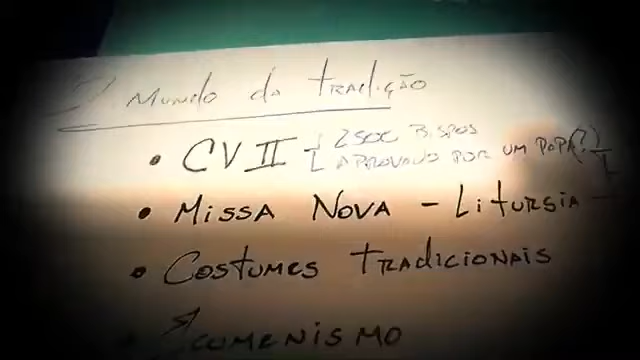 O Mundo da tradição
• CV II - 2500 Bispos
Aprovado por um Papa(?)
• Missa Nova - Liturgia -
• Costumes tradicionais
• Ecumenismo